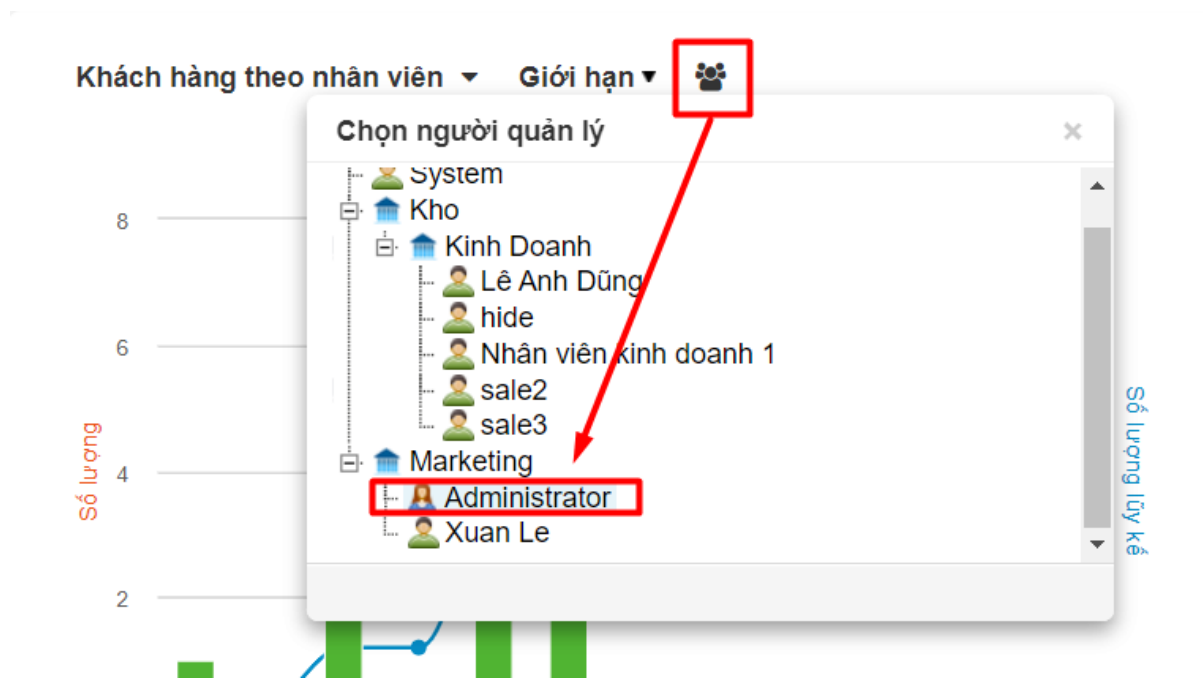 Khách hàng theo nhân viên Giới hạn
Chọn người quản lý ×
System
Kho
Kinh Doanh
Lê Anh Dũng
hide
Nhân viên kinh doanh 1
sale2
sale3
Marketing
Administrator
Xuan Le
8
6
4
2
Số lượng
Số lượng lũy kế